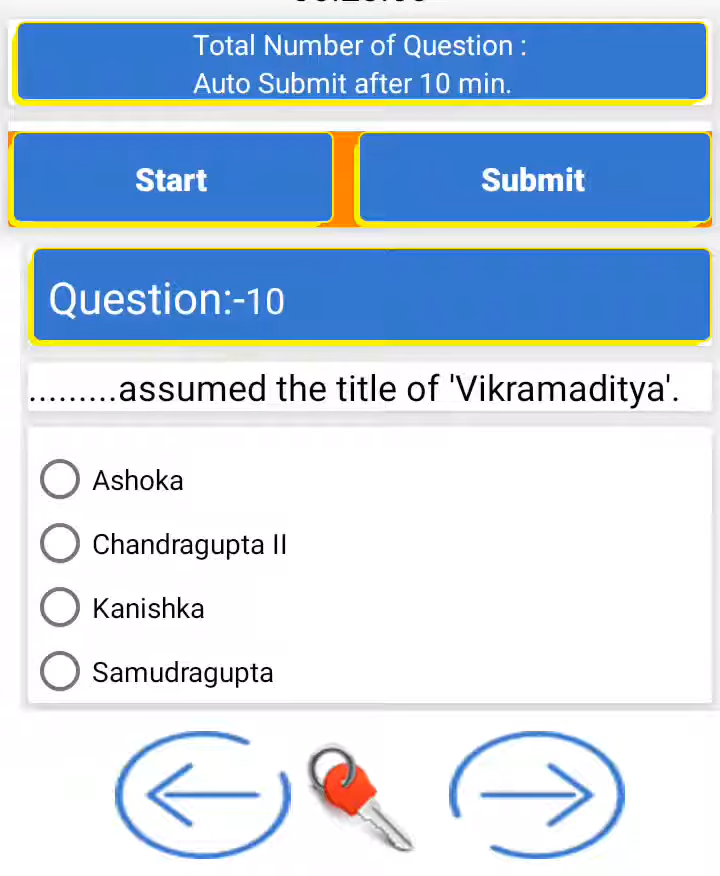 Total Number of Question :
Auto Submit after 10 min.
Start
Submit
Question:-10
.........assumed the title of 'Vikramaditya'.
Ashoka
Chandragupta II
Kanishka
Samudragupta